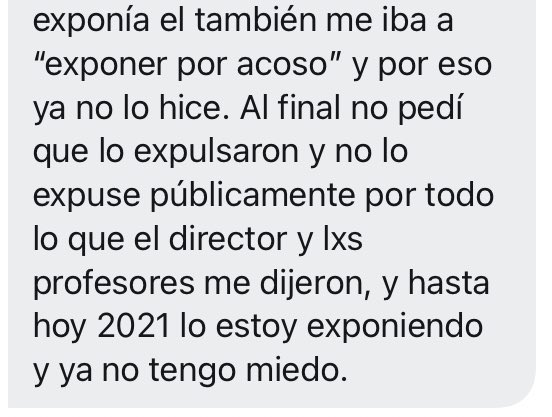 exponía el también me iba a
“exponer por acoso” y por eso
ya no lo hice. Al final no pedí
que lo expulsaron y no lo
expuse públicamente por todo
lo que el director y lxs
profesores me dijeron, y hasta
hoy 2021 lo estoy exponiendo
y ya no tengo miedo.